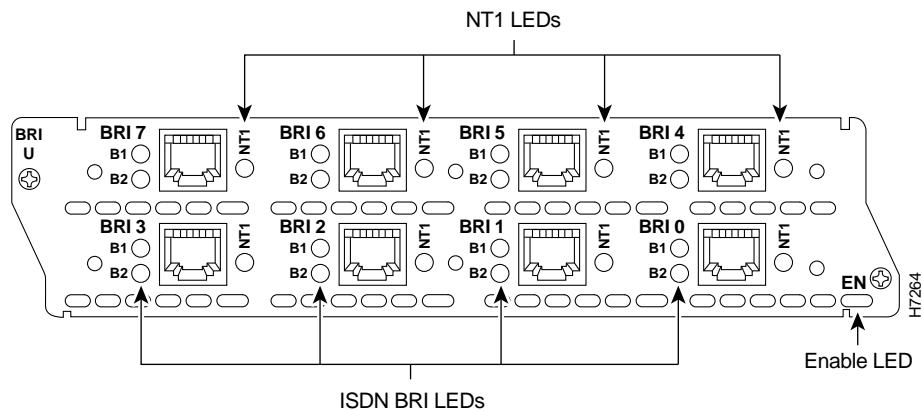 NT1 LEDs
BRI U
BRI 7 B1 B2 NT1
BRI 6 B1 B2 NT1
BRI 5 B1 B2 NT1
BRI 4 B1 B2 NT1
BRI 3 B1 B2 NT1
BRI 2 B1 B2 NT1
BRI 1 B1 B2 NT1
BRI 0 B1 B2 NT1
EN
H7264
Enable LED
ISDN BRI LEDs